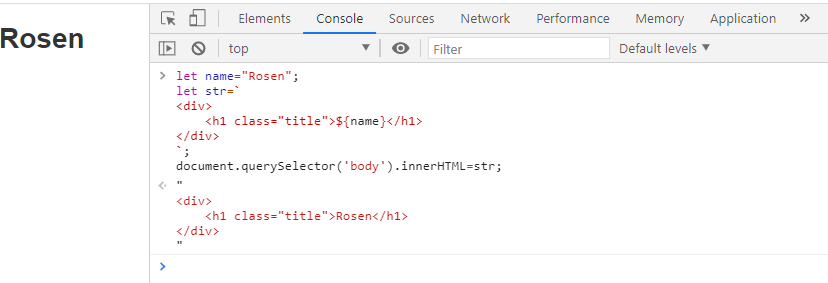 Rosen
Elements Console Sources Network Performance Memory Application »
top ▼ Filter Default levels ▼
> let name="Rosen";
let str=`
<div>
    <h1 class="title">${name}</h1>
</div>
`;
document.querySelector('body').innerHTML=str;
"
<div>
    <h1 class="title">Rosen</h1>
</div>
"
>